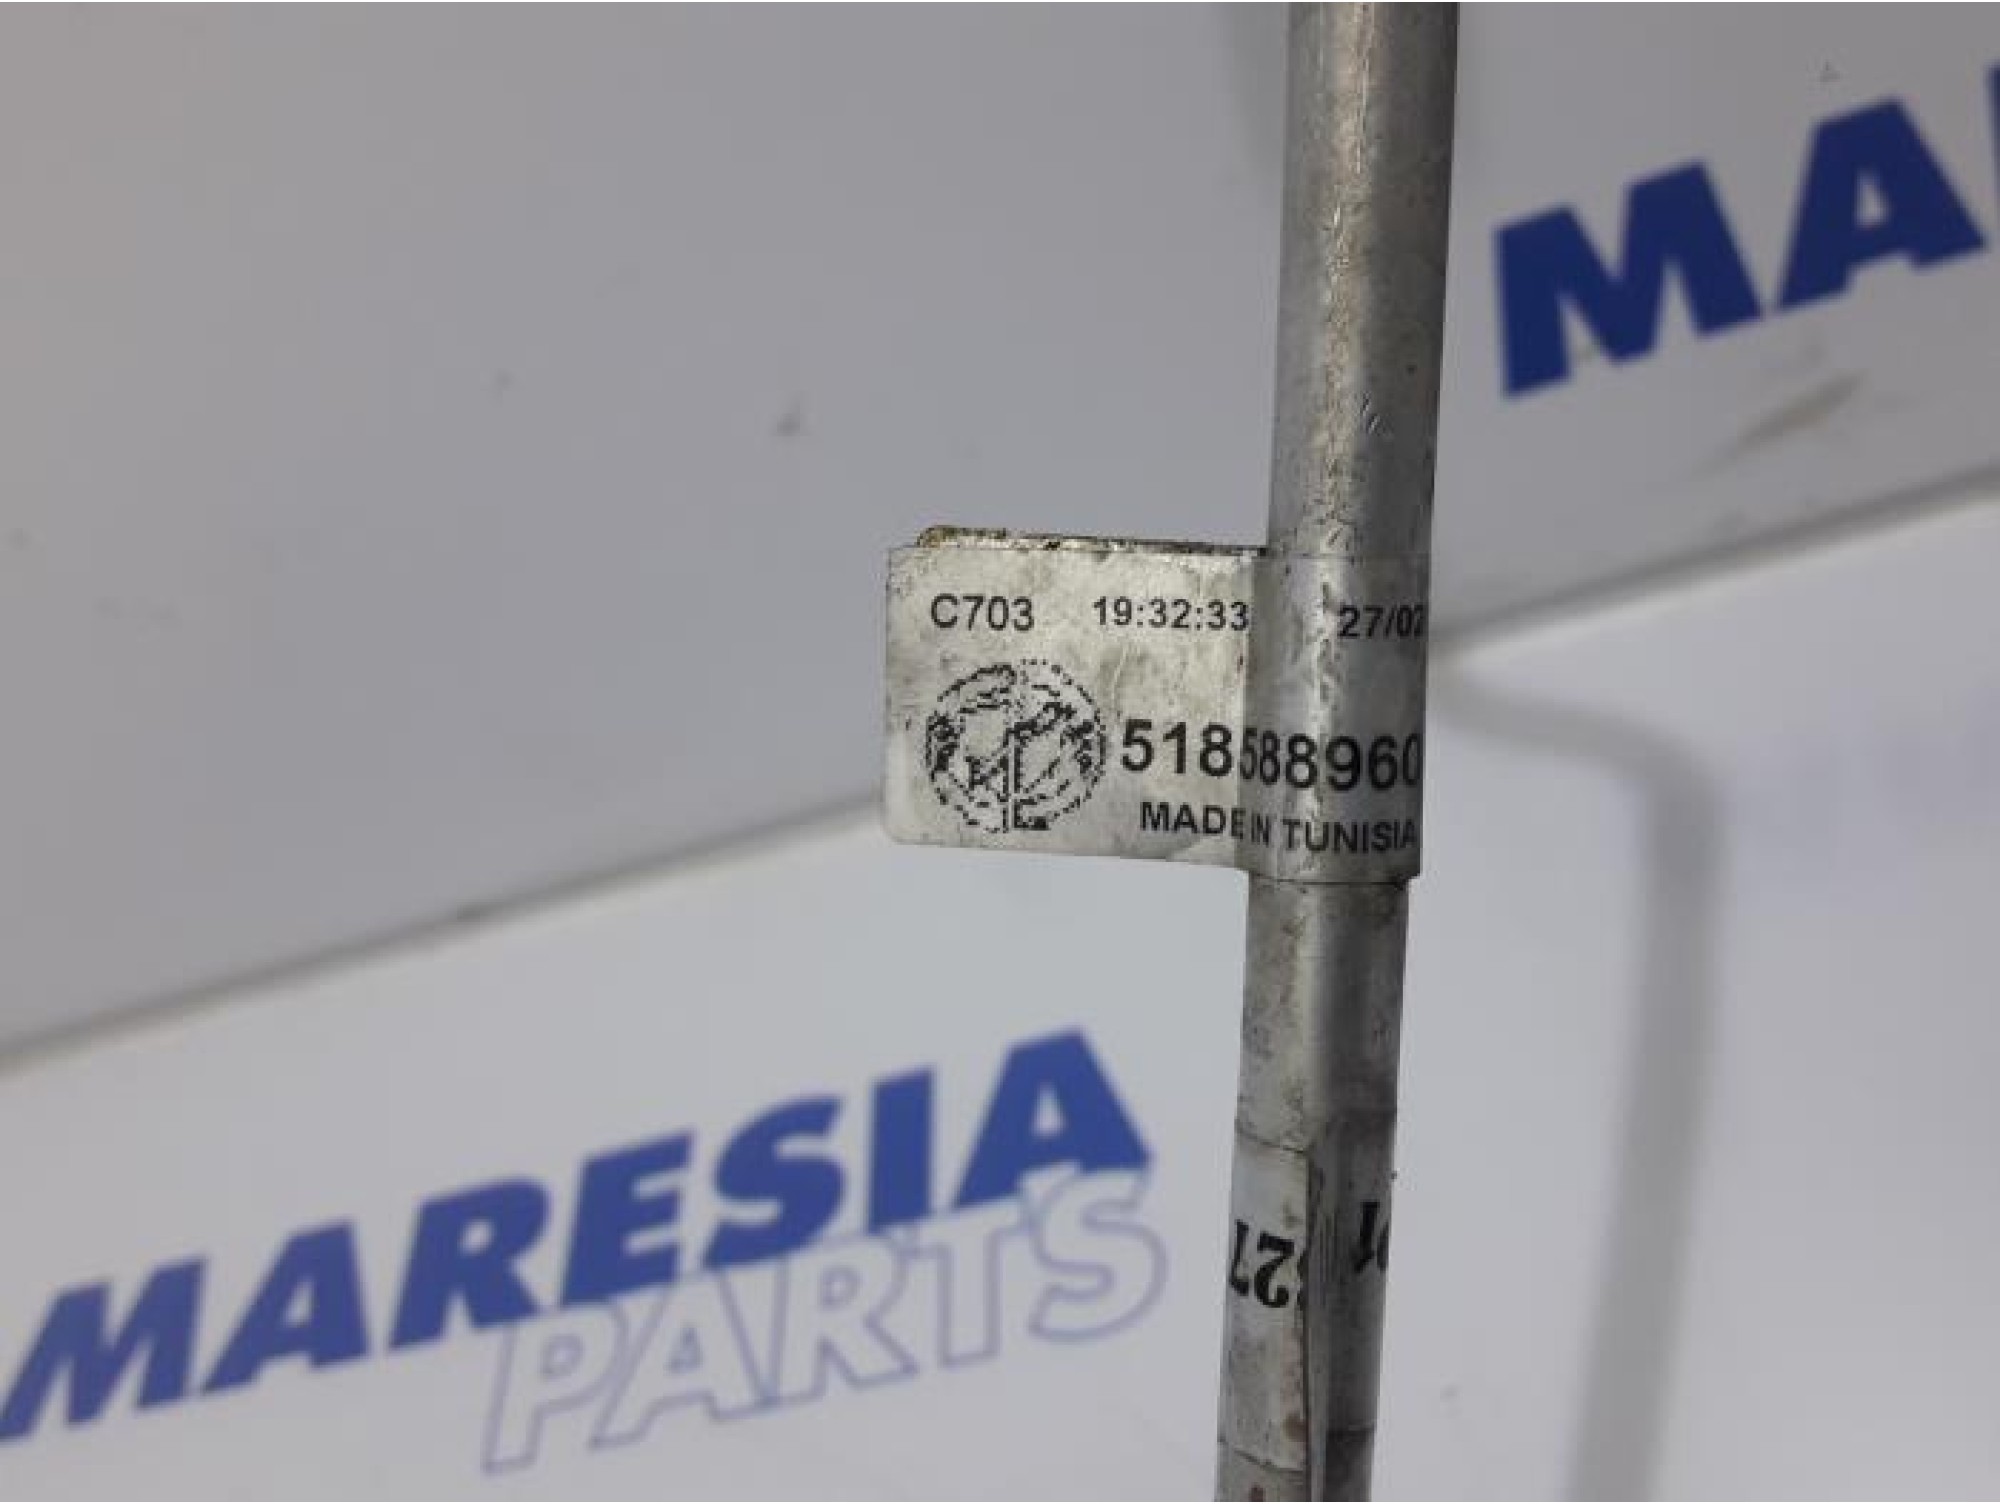 MA
C703 19:32:33 27/02
518588960
MADE IN TUNISIA
MARESIA
PARTS